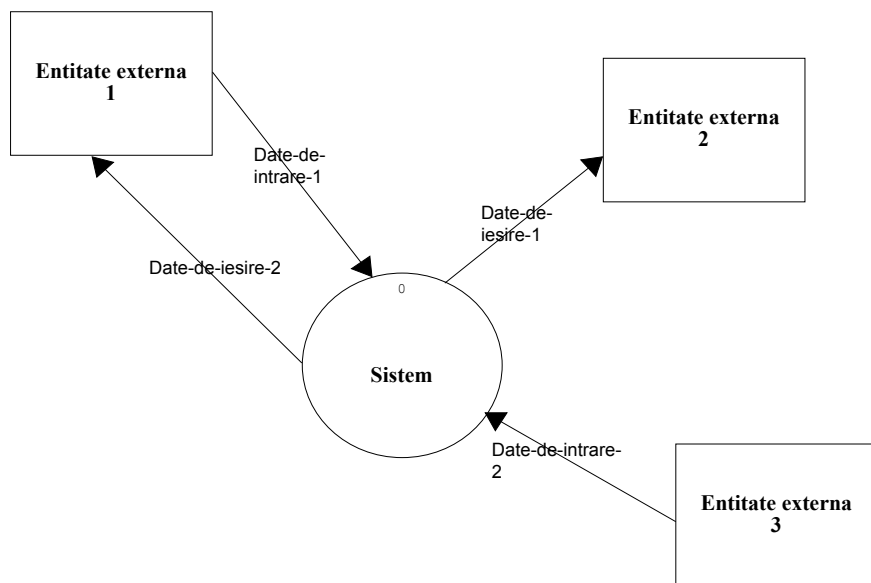 Entitate externa
1
Entitate externa
2
Date-de-
intrare-1
Date-de-
iesire-1
Date-de-iesire-2
0
Sistem
Date-de-intrare-
2
Entitate externa
3